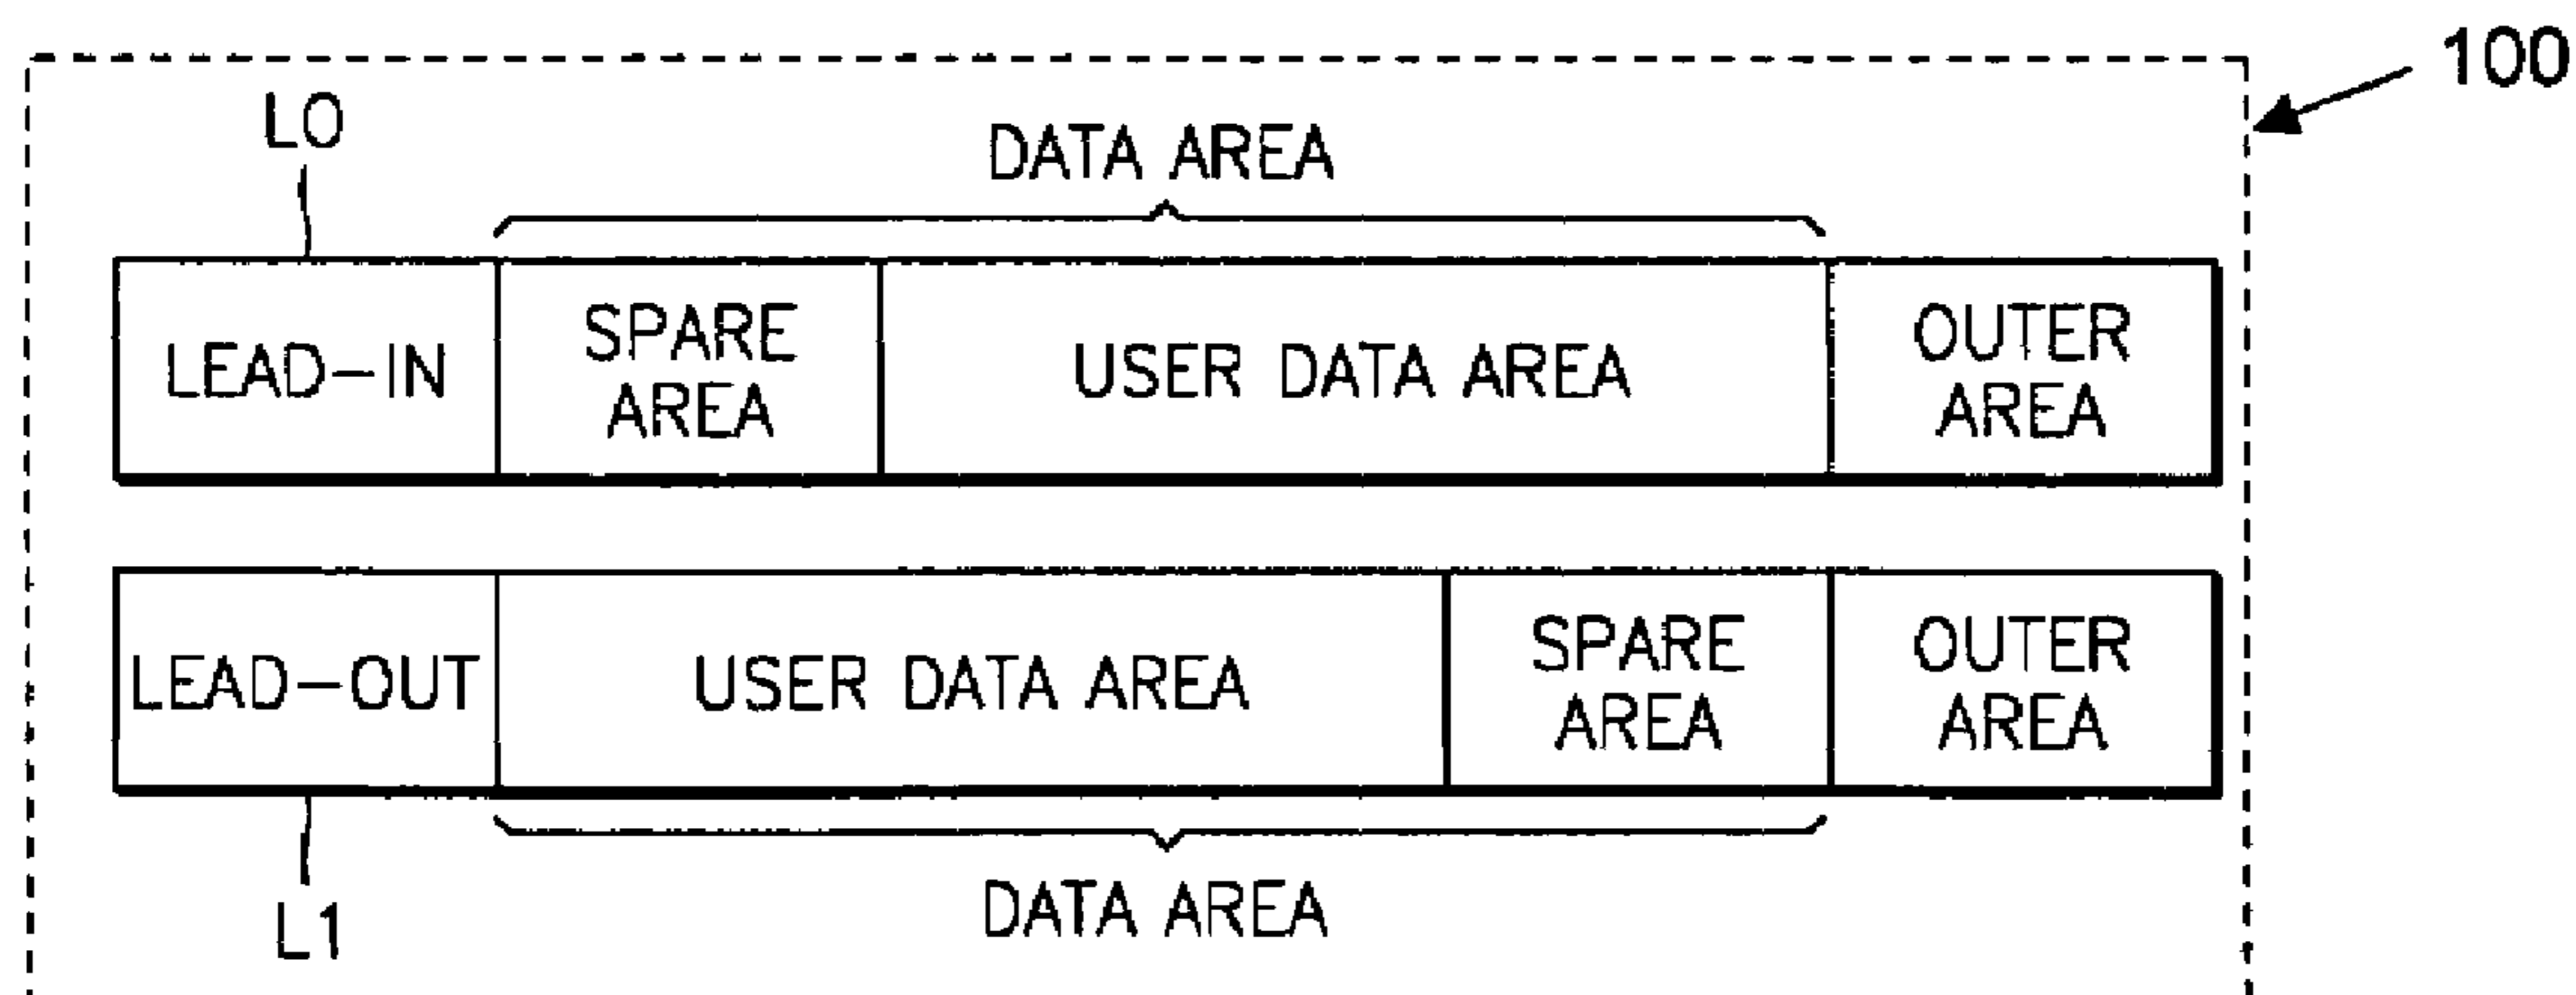 100
L0
DATA AREA
LEAD-IN
SPARE
AREA
USER DATA AREA
OUTER
AREA
LEAD-OUT
USER DATA AREA
SPARE
AREA
OUTER
AREA
L1
DATA AREA